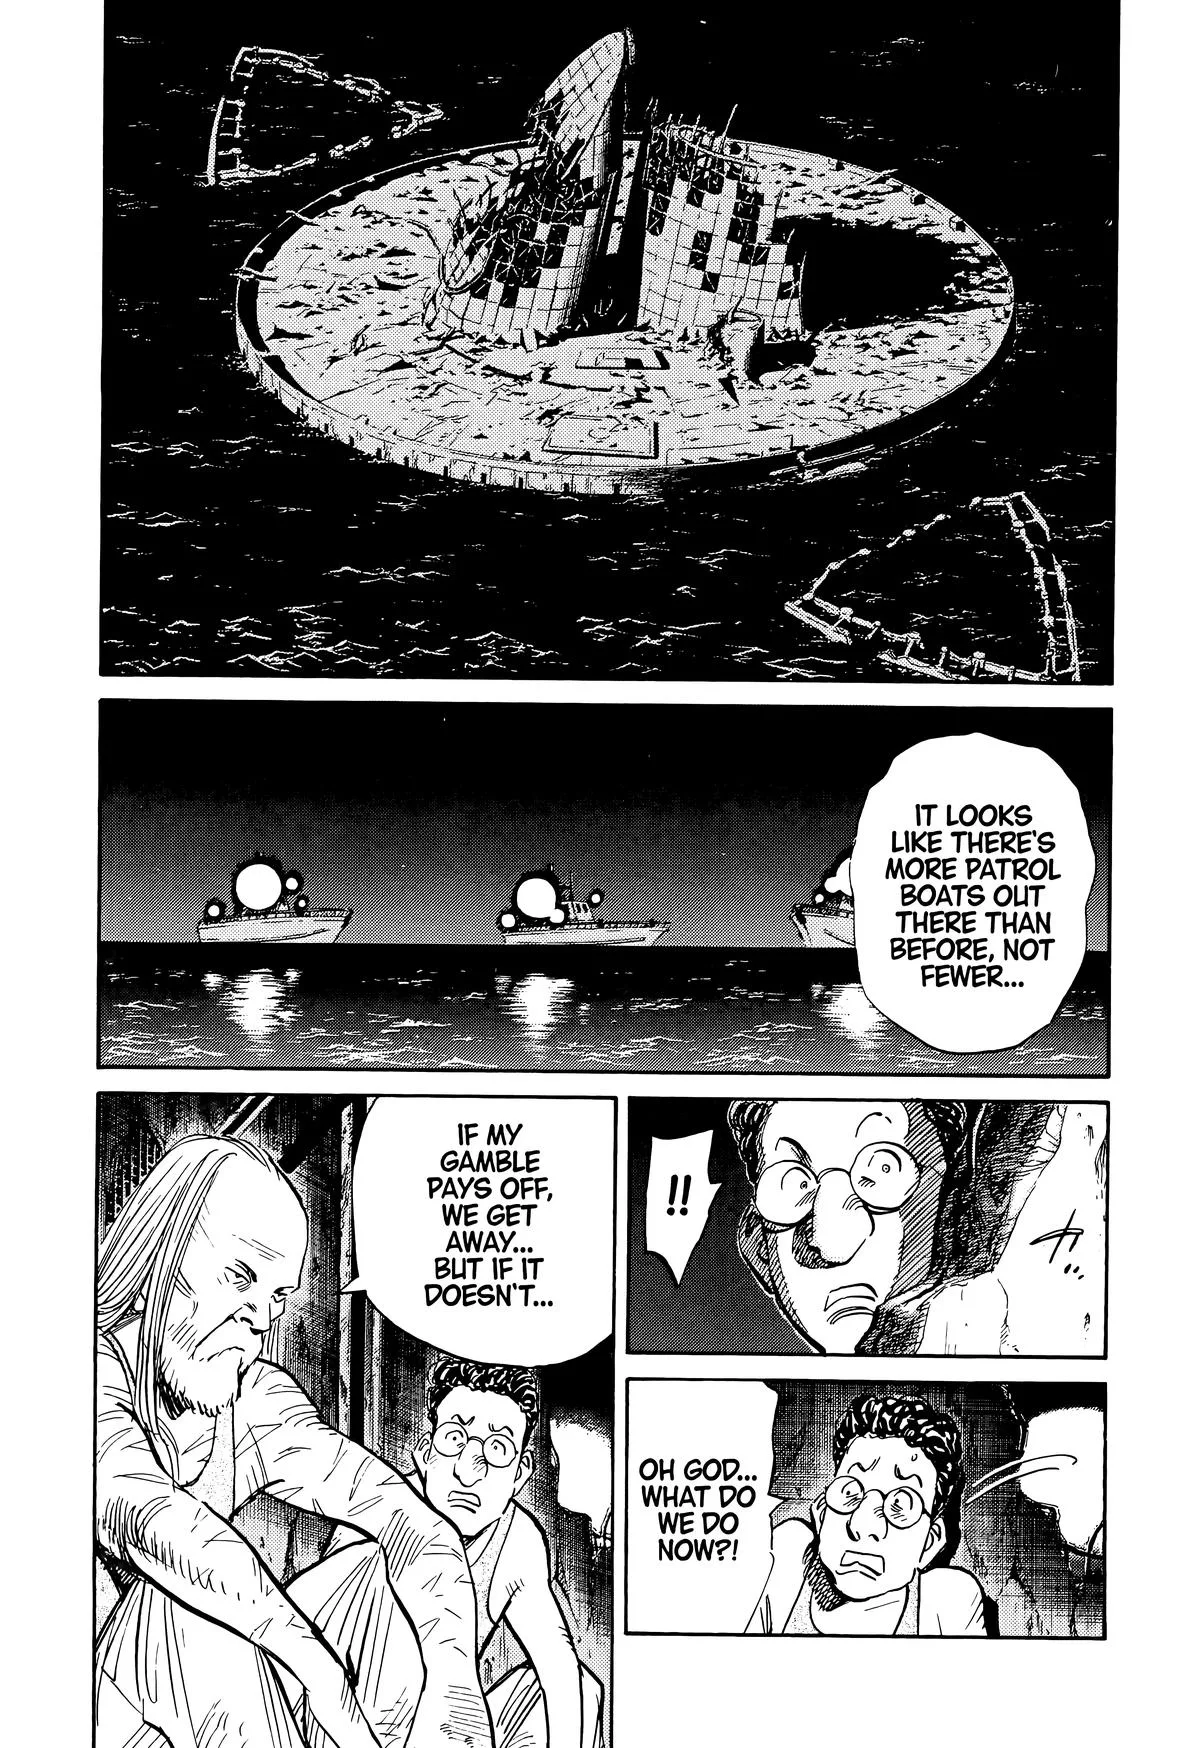 IT LOOKS
LIKE THERE'S
MORE PATROL
BOATS OUT
THERE THAN
BEFORE, NOT
FEWER...
!!
カ!!
OH GOD...
WHAT DO
WE DO
NOW?!
IF MY
GAMBLE
PAYS OFF,
WE GET
AWAY...
BUT IF IT
DOESN'T...